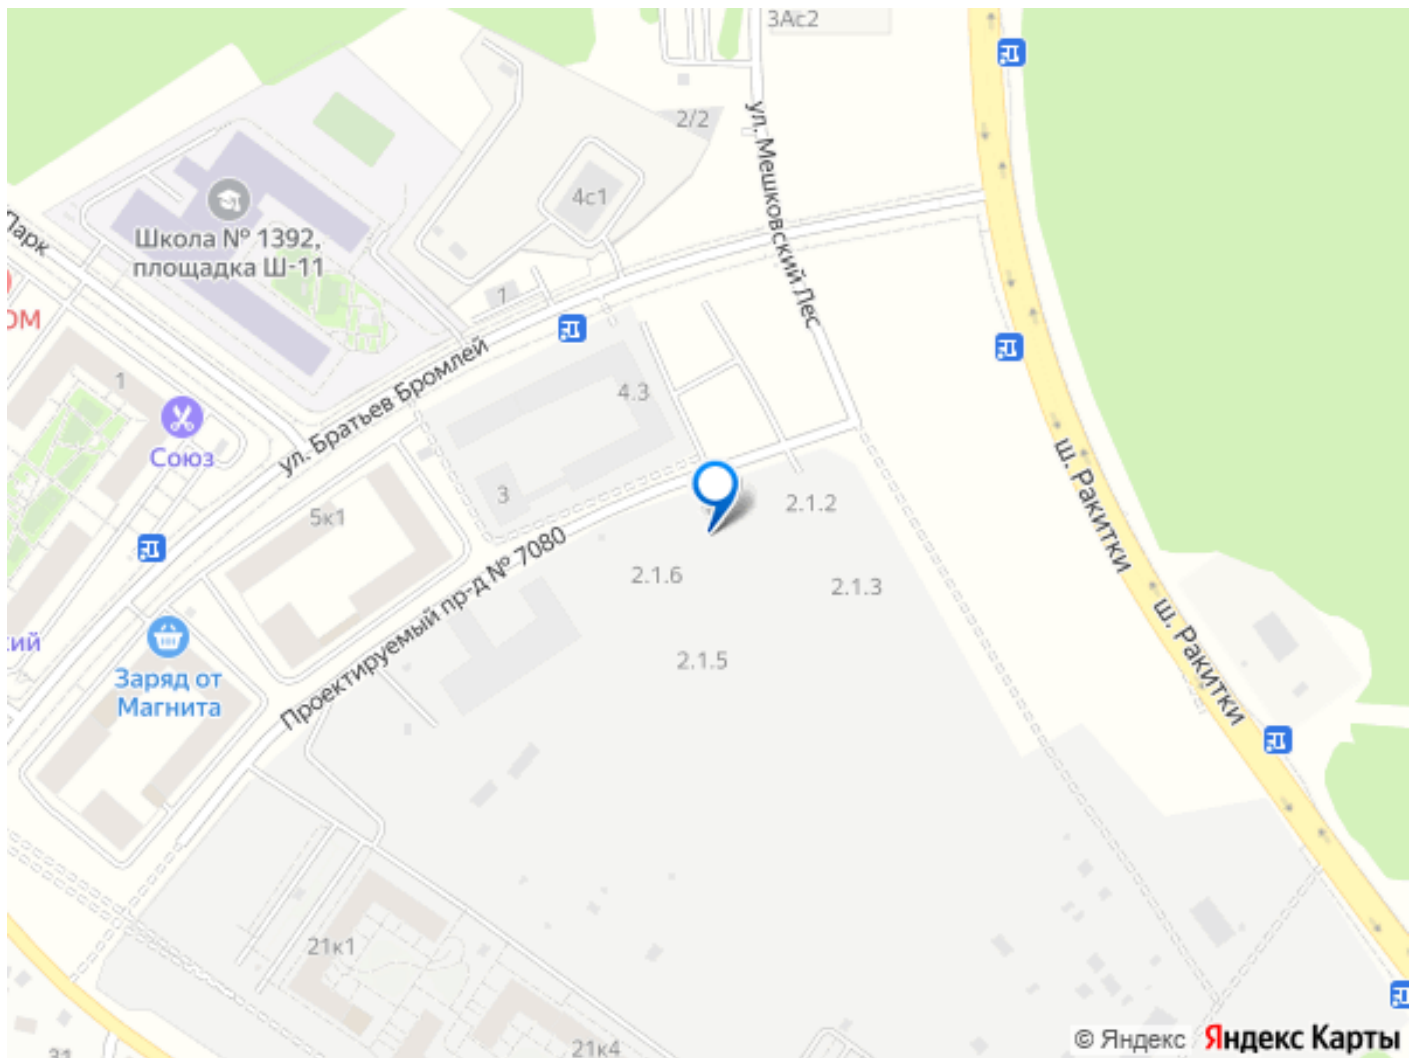 3Ас2
2/2
ул. Мешковский Лес
4с1
Парк
Школа № 1392,
площадка Ш-11
1
ОМ
ул. Братьев Бромлей
1
4.3
Союз
3
5к1
2.1.2
ш. Ракитки
Проектируемый пр-д № 7080
2.1.6
2.1.3
ш. Ракитки
2.1.5
Заряд от
Магнита
21к1
21к4
31
© Яндекс Яндекс Карты